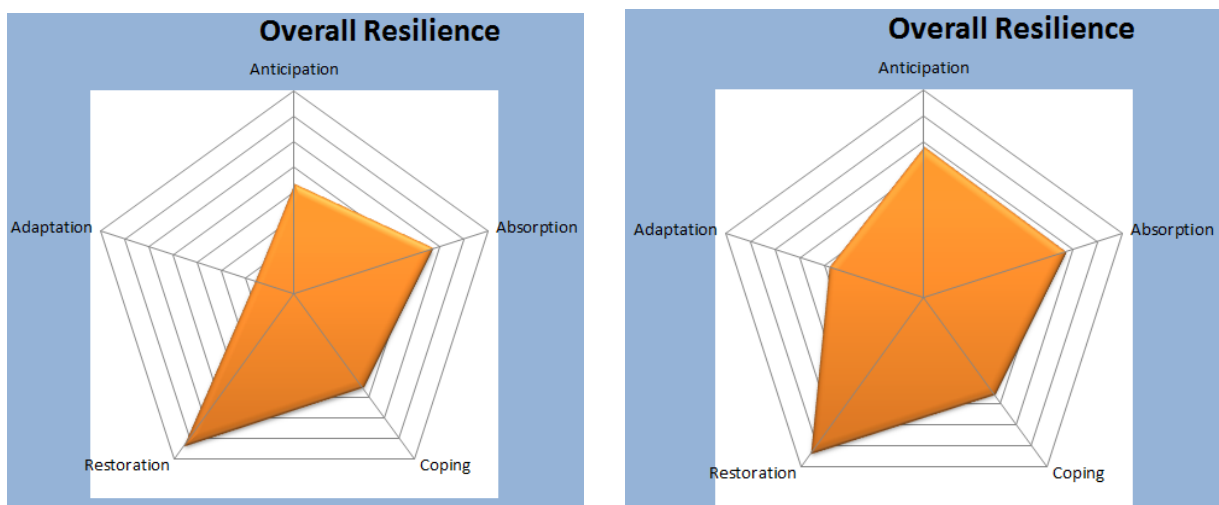 Overall Resilience
Anticipation
Adaptation
Absorption
Restoration
Coping
Overall Resilience
Anticipation
Adaptation
Absorption
Restoration
Coping